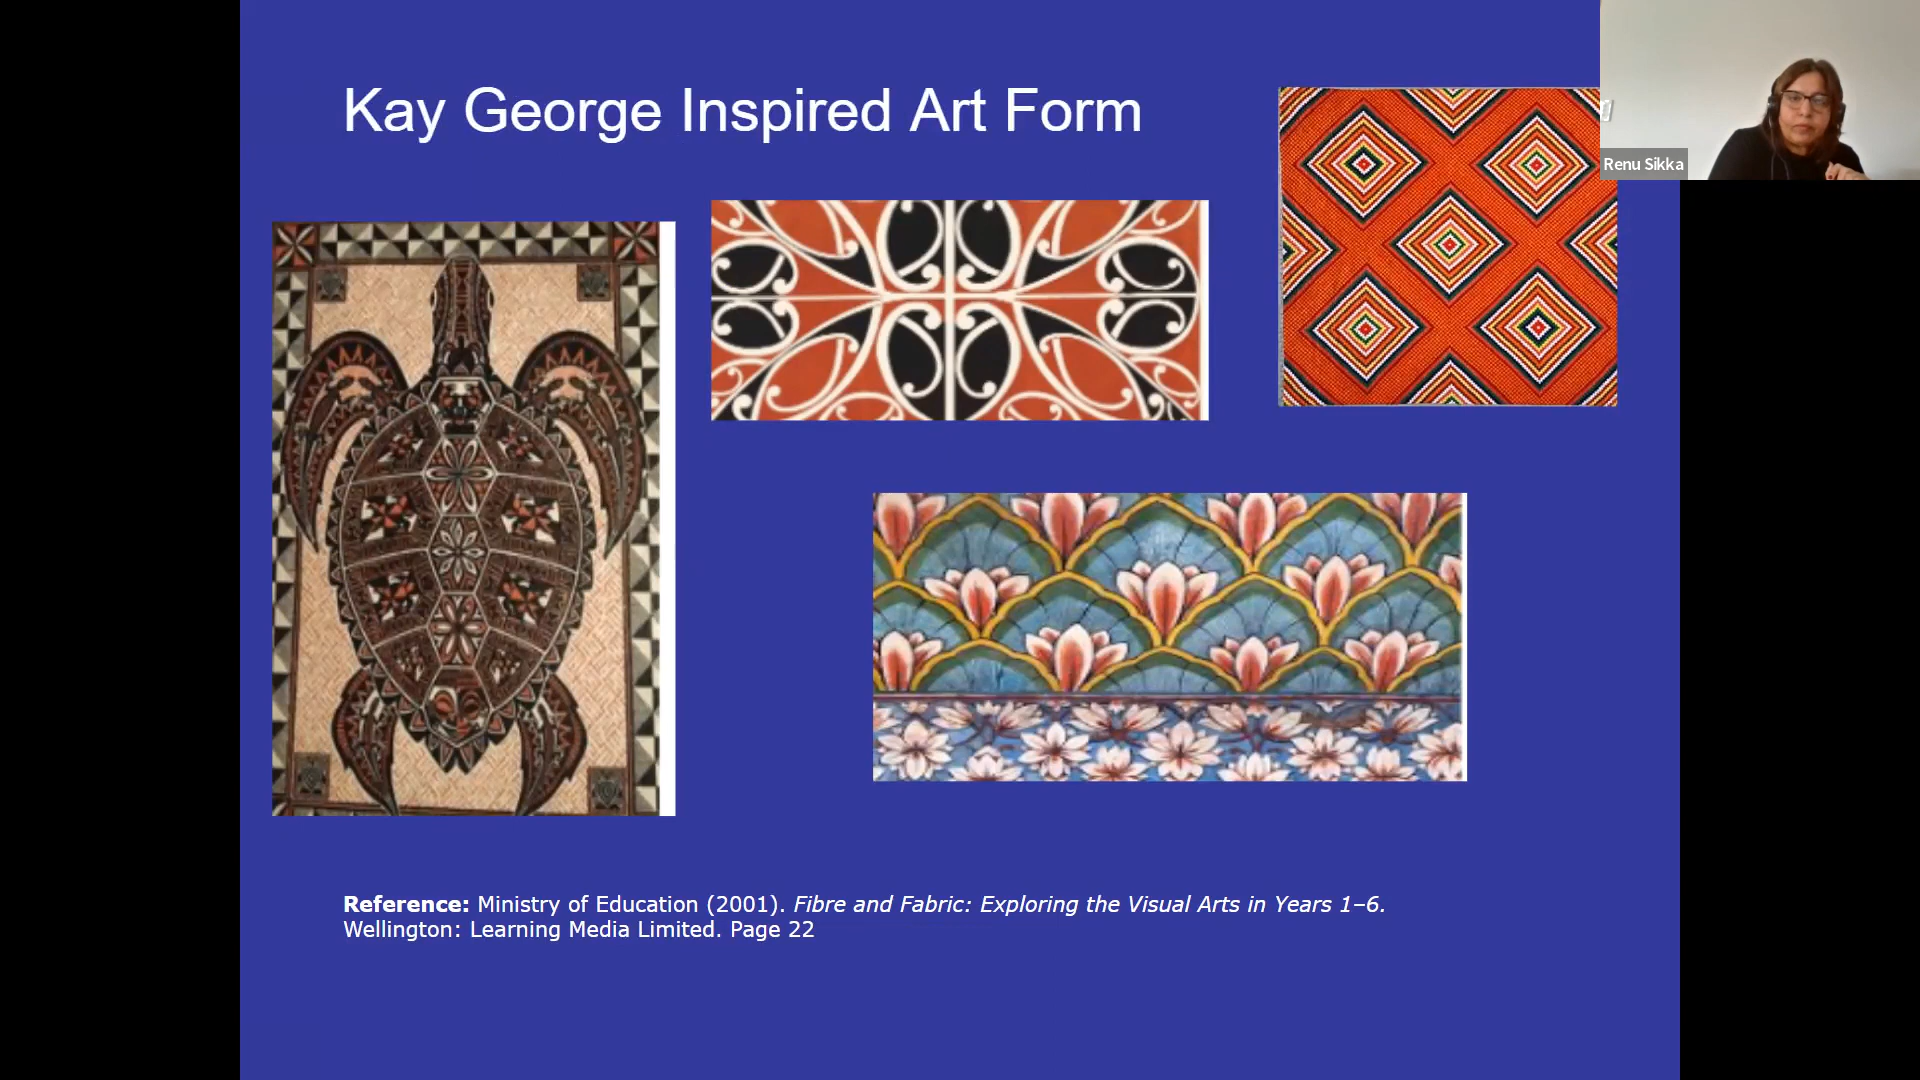 Kay George Inspired Art Form
Renu Sikka
Reference: Ministry of Education (2001). Fibre and Fabric: Exploring the Visual Arts in Years 1–6.
Wellington: Learning Media Limited. Page 22